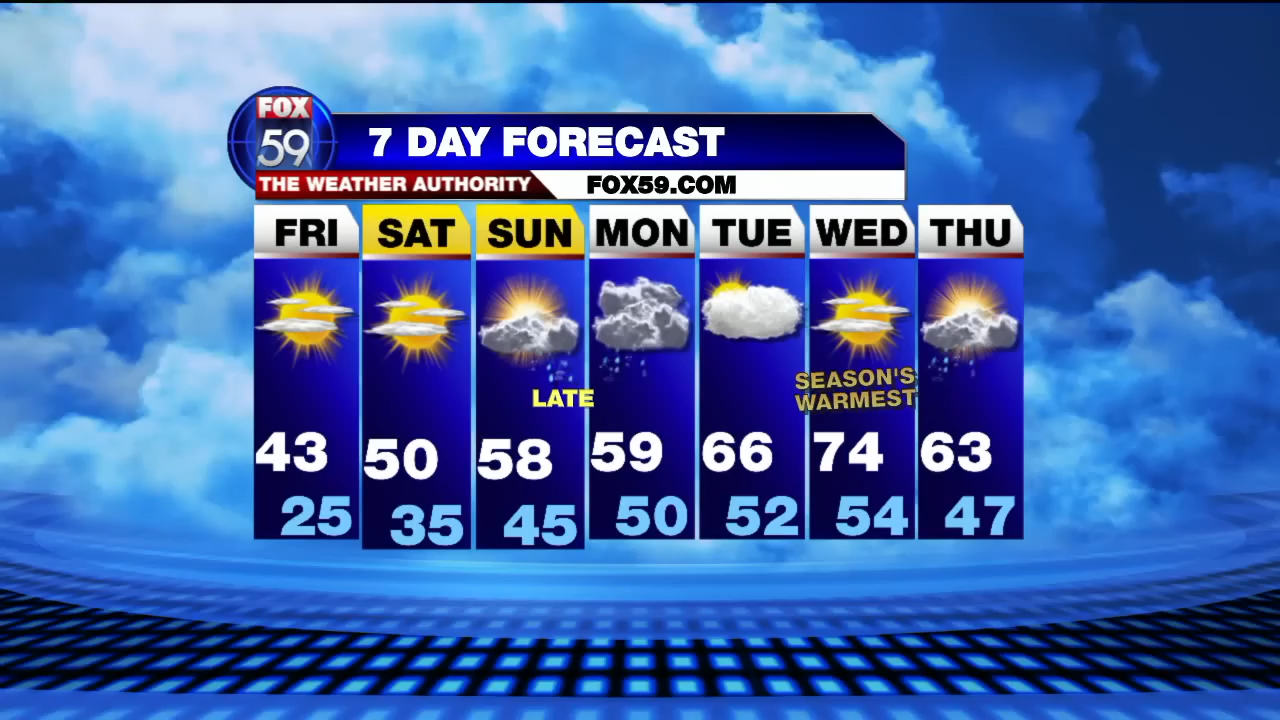 FOX
59
7 DAY FORECAST
THE WEATHER AUTHORITY
FOX59.COM
FRI SAT SUN MON TUE WED THU
LATE
SEASON'S
WARMEST
43 50 58 59 66 74 63
25 35 45 50 52 54 47